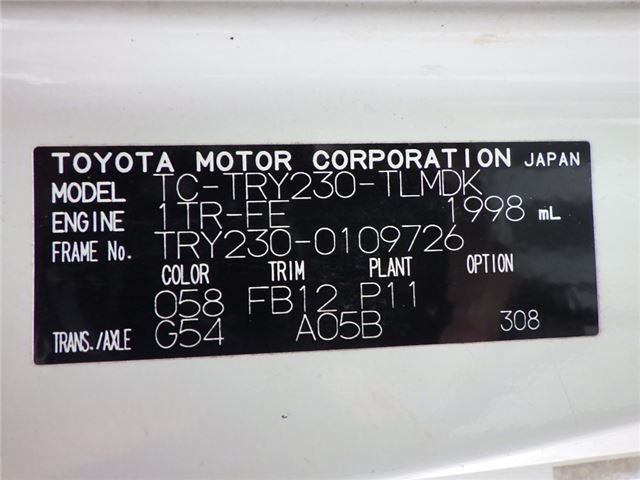 TOYOTA MOTOR CORPORATION JAPAN
MODEL TC-TRY230-TLMDK
ENGINE 1TR-FE 1998 mL
FRAME No. TRY230-0109726
COLOR TRIM PLANT OPTION
058 FB12 P11
TRANS./AXLE G54 A05B 308